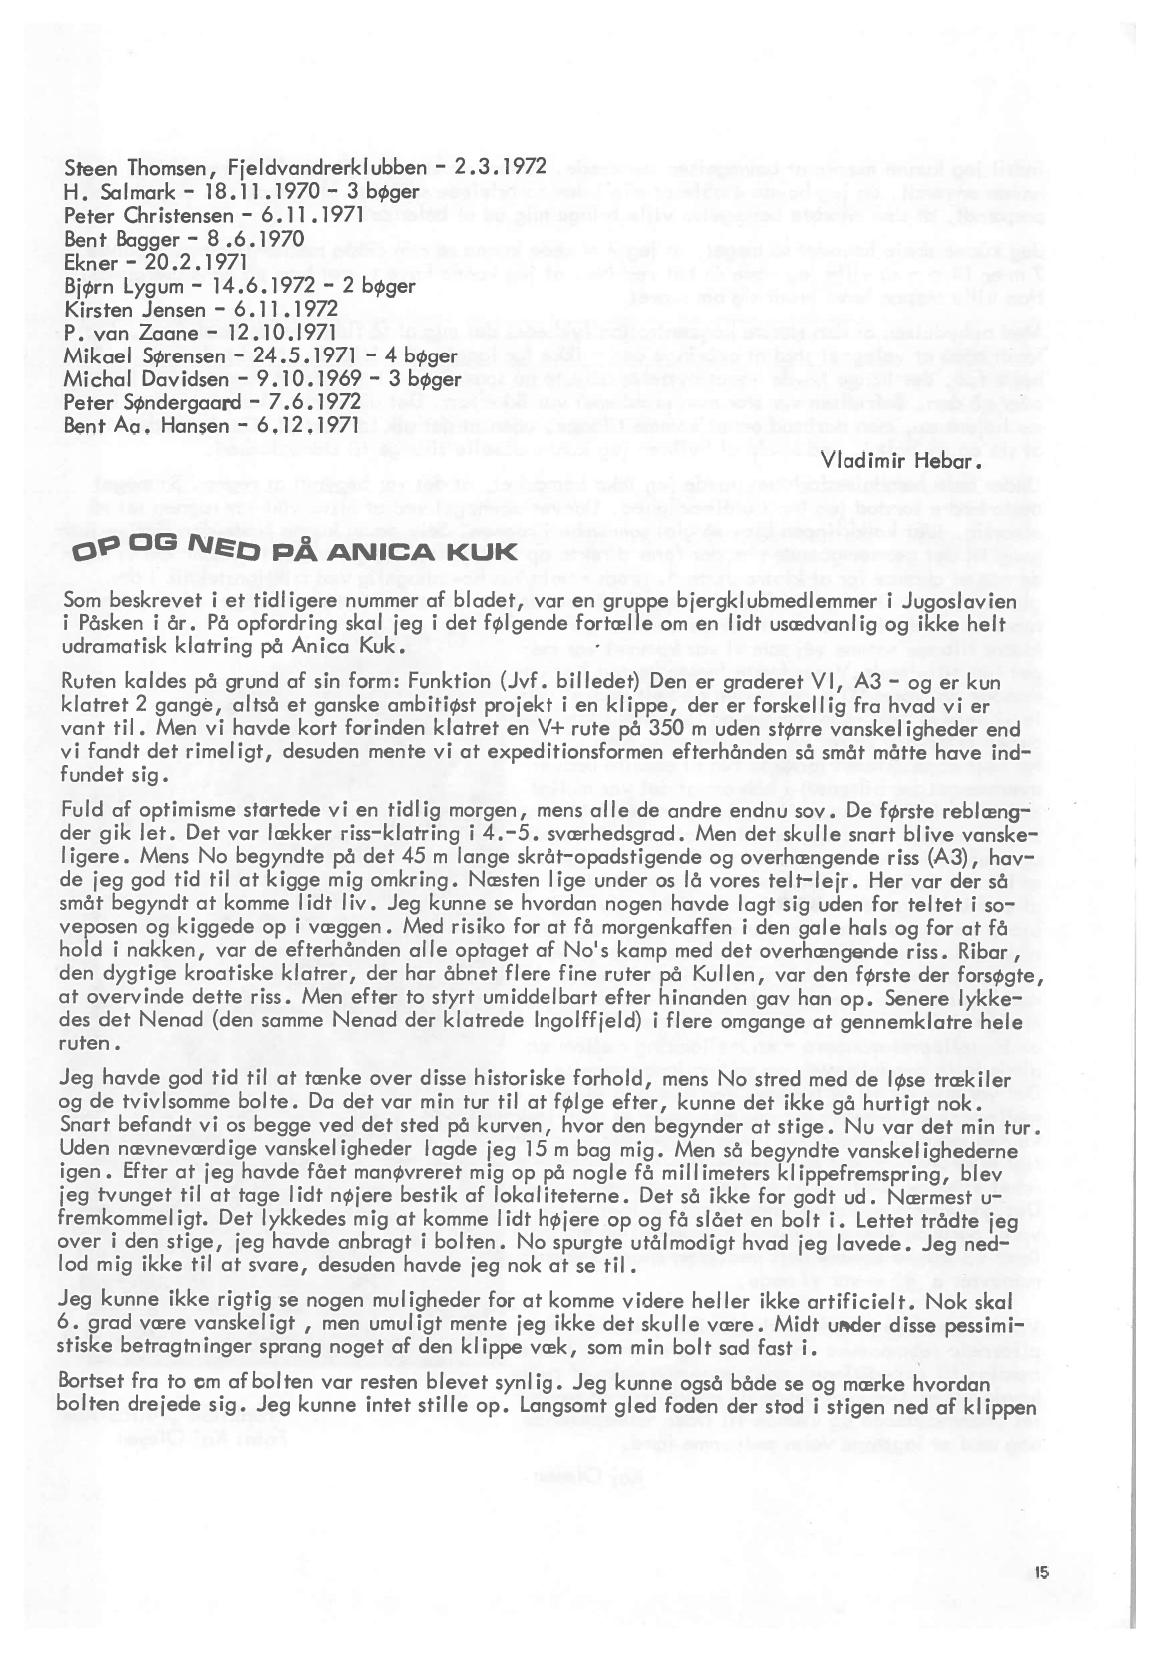 Steen Thomsen, Fjeldvandrerklubben - 2.3.1972
H. Salmark - 18.11.1970 - 3 bøger
Peter Christensen - 6.11.1971
Bent Bagger - 8.6.1970
Ekner - 20.2.1971
Bjørn Lygum - 14.6.1972 - 2 bøger
Kirsten Jensen - 6.11.1972
P. van Zaane - 12.10.1971
Mikael Sørensen - 24.5.1971 - 4 bøger
Michal Davidsen - 9.10.1969 - 3 bøger
Peter Søndergaard - 7.6.1972
Bent Aa. Hansen - 6.12.1971
Vladimir Hebar.
OP OG NED PÅ ANICA KUK
Som beskrevet i et tidligere nummer af bladet, var en gruppe bjergklubmedlemmer i Jugoslavien
i Påsken i år. På opfordring skal jeg i det følgende fortælle om en lidt usædvanlig og ikke helt
udramatisk klatring på Anica Kuk.
Ruten kaldes på grund af sin form: Funktion (Jvf. billedet) Den er graderet VI, A3 - og er kun
klatret 2 gange, altså et ganske ambitiøst projekt i en klippe, der er forskellig fra hvad vi er
vant til. Men vi havde kort forinden klatret en V+ rute på 350 m uden større vanskeligheder end
vi fandt det rimeligt, desuden mente vi at expeditionsformen efterhånden så småt måtte have ind-
fundet sig.
Fuld af optimisme startede vi en tidlig morgen, mens alle de andre endnu sov. De første reblæng-
der gik let. Det var lækker riss-klatring i 4.-5. sværhedsgrad. Men det skulle snart blive vanske-
ligere. Mens No begyndte på det 45 m lange skråt-opadstigende og overhængende riss (A3), hav-
de jeg god tid til at kigge mig omkring. Næsten lige under os lå vores telt-lejr. Her var der så
småt begyndt at komme lidt liv. Jeg kunne se hvordan nogen havde lagt sig uden for teltet i so-
veposen og kiggede op i væggen. Med risiko for at få morgenkaffen i den gale hals og for at få
hold i nakken, var de efterhånden alle optaget af No's kamp med det overhængende riss. Ribar,
den dygtige kroatiske klatrer, der har åbnet flere fine ruter på Kullen, var den første der forsøgte,
at overvinde dette riss. Men efter to styrt umiddelbart efter hinanden gav han op. Senere lykke-
des det Nenad (den samme Nenad der klatrede Ingolffjeld) i flere omgange at gennemklatre hele
ruten.
Jeg havde god tid til at tænke over disse historiske forhold, mens No stred med de løse trækiler
og de tvivlsomme bolte. Da det var min tur til at følge efter, kunne det ikke gå hurtigt nok.
Snart befandt vi os begge ved det sted på kurven, hvor den begynder at stige. Nu var det min tur.
Uden nævneværdige vanskeligheder lagde jeg 15 m bag mig. Men så begyndte vanskelighederne
igen. Efter at jeg havde fået manøvreret mig op på nogle få millimeters klippefremspring, blev
jeg tvunget til at tage lidt nøjere bestik af lokaliteterne. Det så ikke for godt ud. Nærmest u-
fremkommeligt. Det lykkedes mig at komme lidt højere op og få slået en bolt i. Lettet trådte jeg
over i den stige, jeg havde anbragt i bolten. No spurgte utålmodigt hvad jeg lavede. Jeg ned-
lod mig ikke til at svare, desuden havde jeg nok at se til.
Jeg kunne ikke rigtig se nogen muligheder for at komme videre heller ikke artificielt. Nok skal
6. grad være vanskeligt , men umuligt mente jeg ikke det skulle være. Midt under disse pessimi-
stiske betragtninger sprang noget af den klippe væk, som min bolt sad fast i.
Bortset fra to cm af bolten var resten blevet synlig. Jeg kunne også både se og mærke hvordan
bolten drejede sig. Jeg kunne intet stille op. Langsomt gled foden der stod i stigen ned af klippen
15